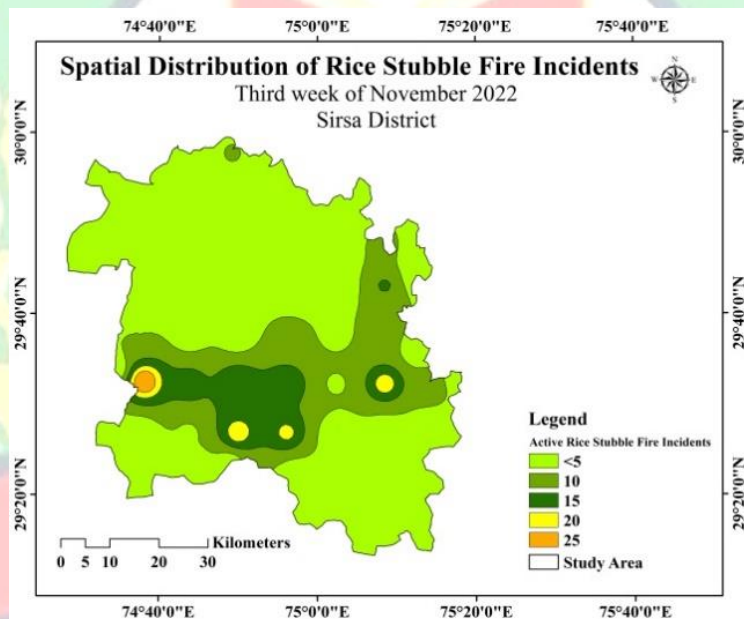 74°40'0"E 75°0'0"E 75°20'0"E 75°40'0"E
Spatial Distribution of Rice Stubble Fire Incidents
Third week of November 2022
Sirsa District
N
W E
S
30°0'0"N 30°0'0"N
29°40'0"N 29°40'0"N
29°20'0"N 29°20'0"N
Legend
Active Rice Stubble Fire Incidents
<5
10
15
20
25
Study Area
Kilometers
0 5 10 20 30
74°40'0"E 75°0'0"E 75°20'0"E 75°40'0"E